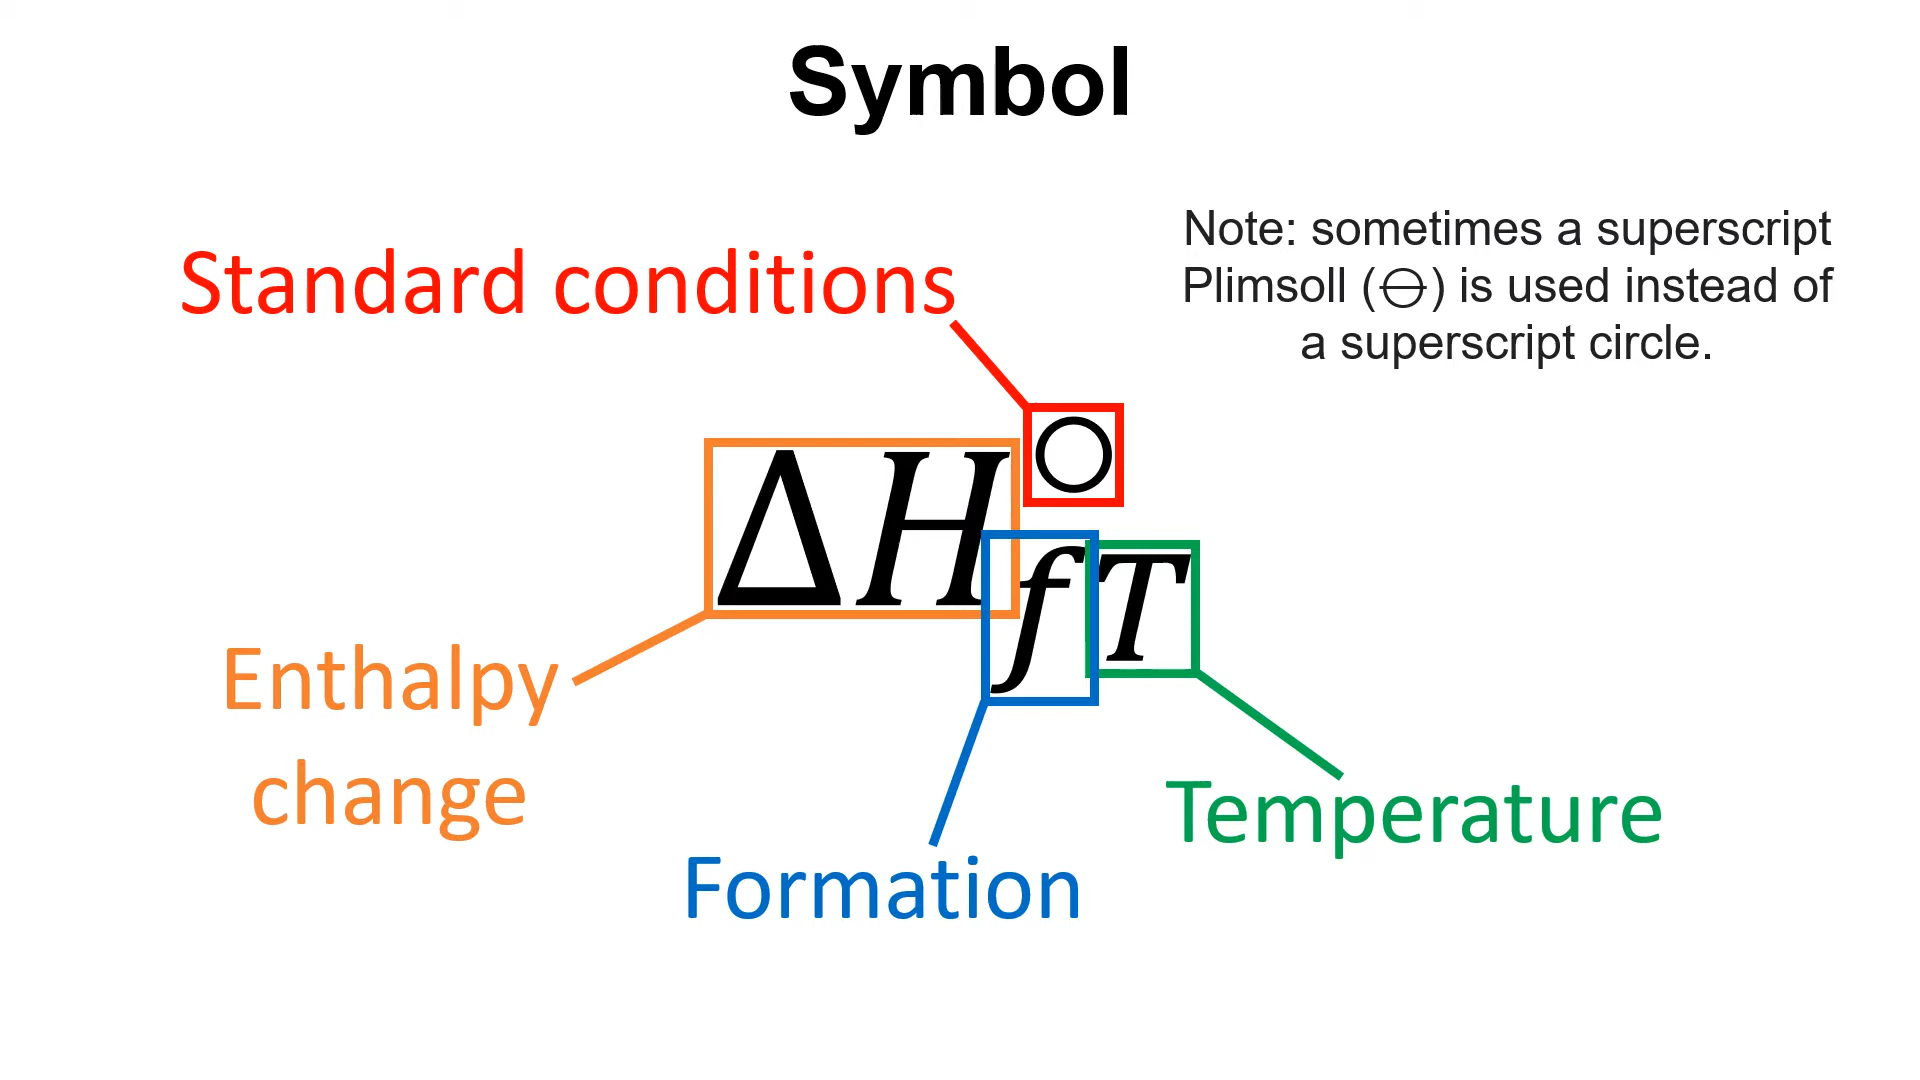 Symbol
Note: sometimes a superscript
Plimsoll (⊖) is used instead of
a superscript circle.
Standard conditions
ΔH○fT
Enthalpy
change
Temperature
Formation